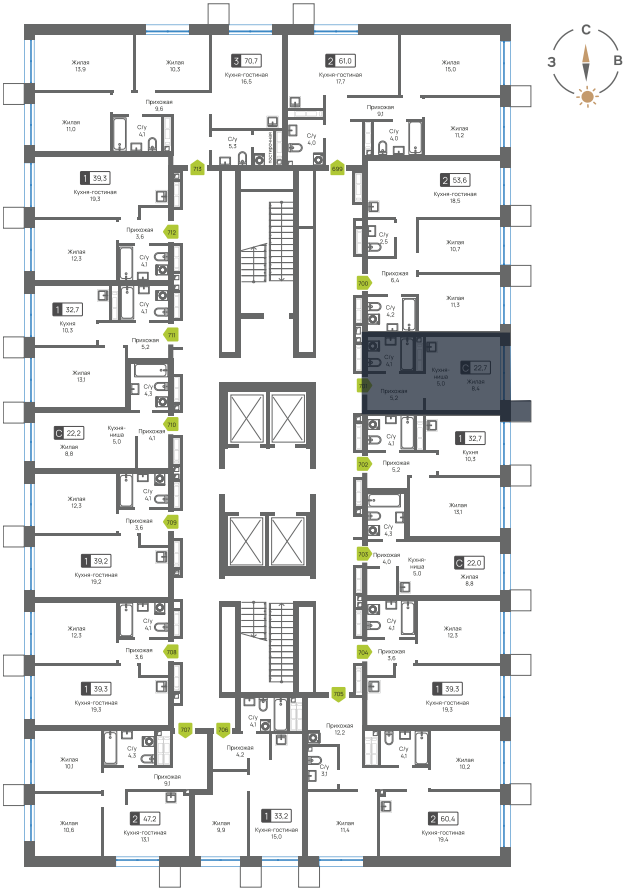 С
З
В
3 70,7
Кухня-гостиная
16,5
2 61,0
Кухня-гостиная
17,7
Жилая
13,9
Жилая
10,3
Жилая
15,0
Прихожая
9,6
Прихожая
9,1
Жилая
11,0
С/у
4,1
С/у
5,3
постирочная
С/у
4,0
С/у
4,0
Жилая
11,2
713
699
1 39,3
Кухня-гостиная
19,3
2 53,6
Кухня-гостиная
18,5
Прихожая
3,6
712
С/у
2,5
Жилая
10,7
Жилая
12,3
С/у
4,1
Прихожая
6,4
700
1 32,7
Кухня
10,3
С/у
4,1
С/у
4,2
Жилая
11,3
711
Прихожая
5,2
С/у
4,1
Кухня-
ниша
5,0
С 22,7
Жилая
8,4
Жилая
13,1
С/у
4,3
701
Прихожая
5,2
710
С 22,2
Жилая
8,8
Кухня-
ниша
5,0
Прихожая
4,1
С/у
4,1
1 32,7
Кухня
10,3
702
Прихожая
5,2
Жилая
12,3
С/у
4,1
Жилая
13,1
Прихожая
3,6
709
С/у
4,3
703
Прихожая
4,0
Кухня-
ниша
5,0
С 22,0
Жилая
8,8
1 39,2
Кухня-гостиная
19,2
Жилая
12,3
С/у
4,1
С/у
4,1
Жилая
12,3
Прихожая
3,6
708
704
Прихожая
3,6
1 39,3
Кухня-гостиная
19,3
1 39,3
Кухня-гостиная
19,3
705
707
706
С/у
4,1
Прихожая
12,2
Жилая
10,1
С/у
4,3
Прихожая
4,2
С/у
4,1
Жилая
10,2
Прихожая
9,1
С/у
3,1
Жилая
10,6
2 47,2
Кухня-гостиная
13,1
Жилая
9,9
1 33,2
Кухня-гостиная
15,0
Жилая
11,4
2 60,4
Кухня-гостиная
19,4